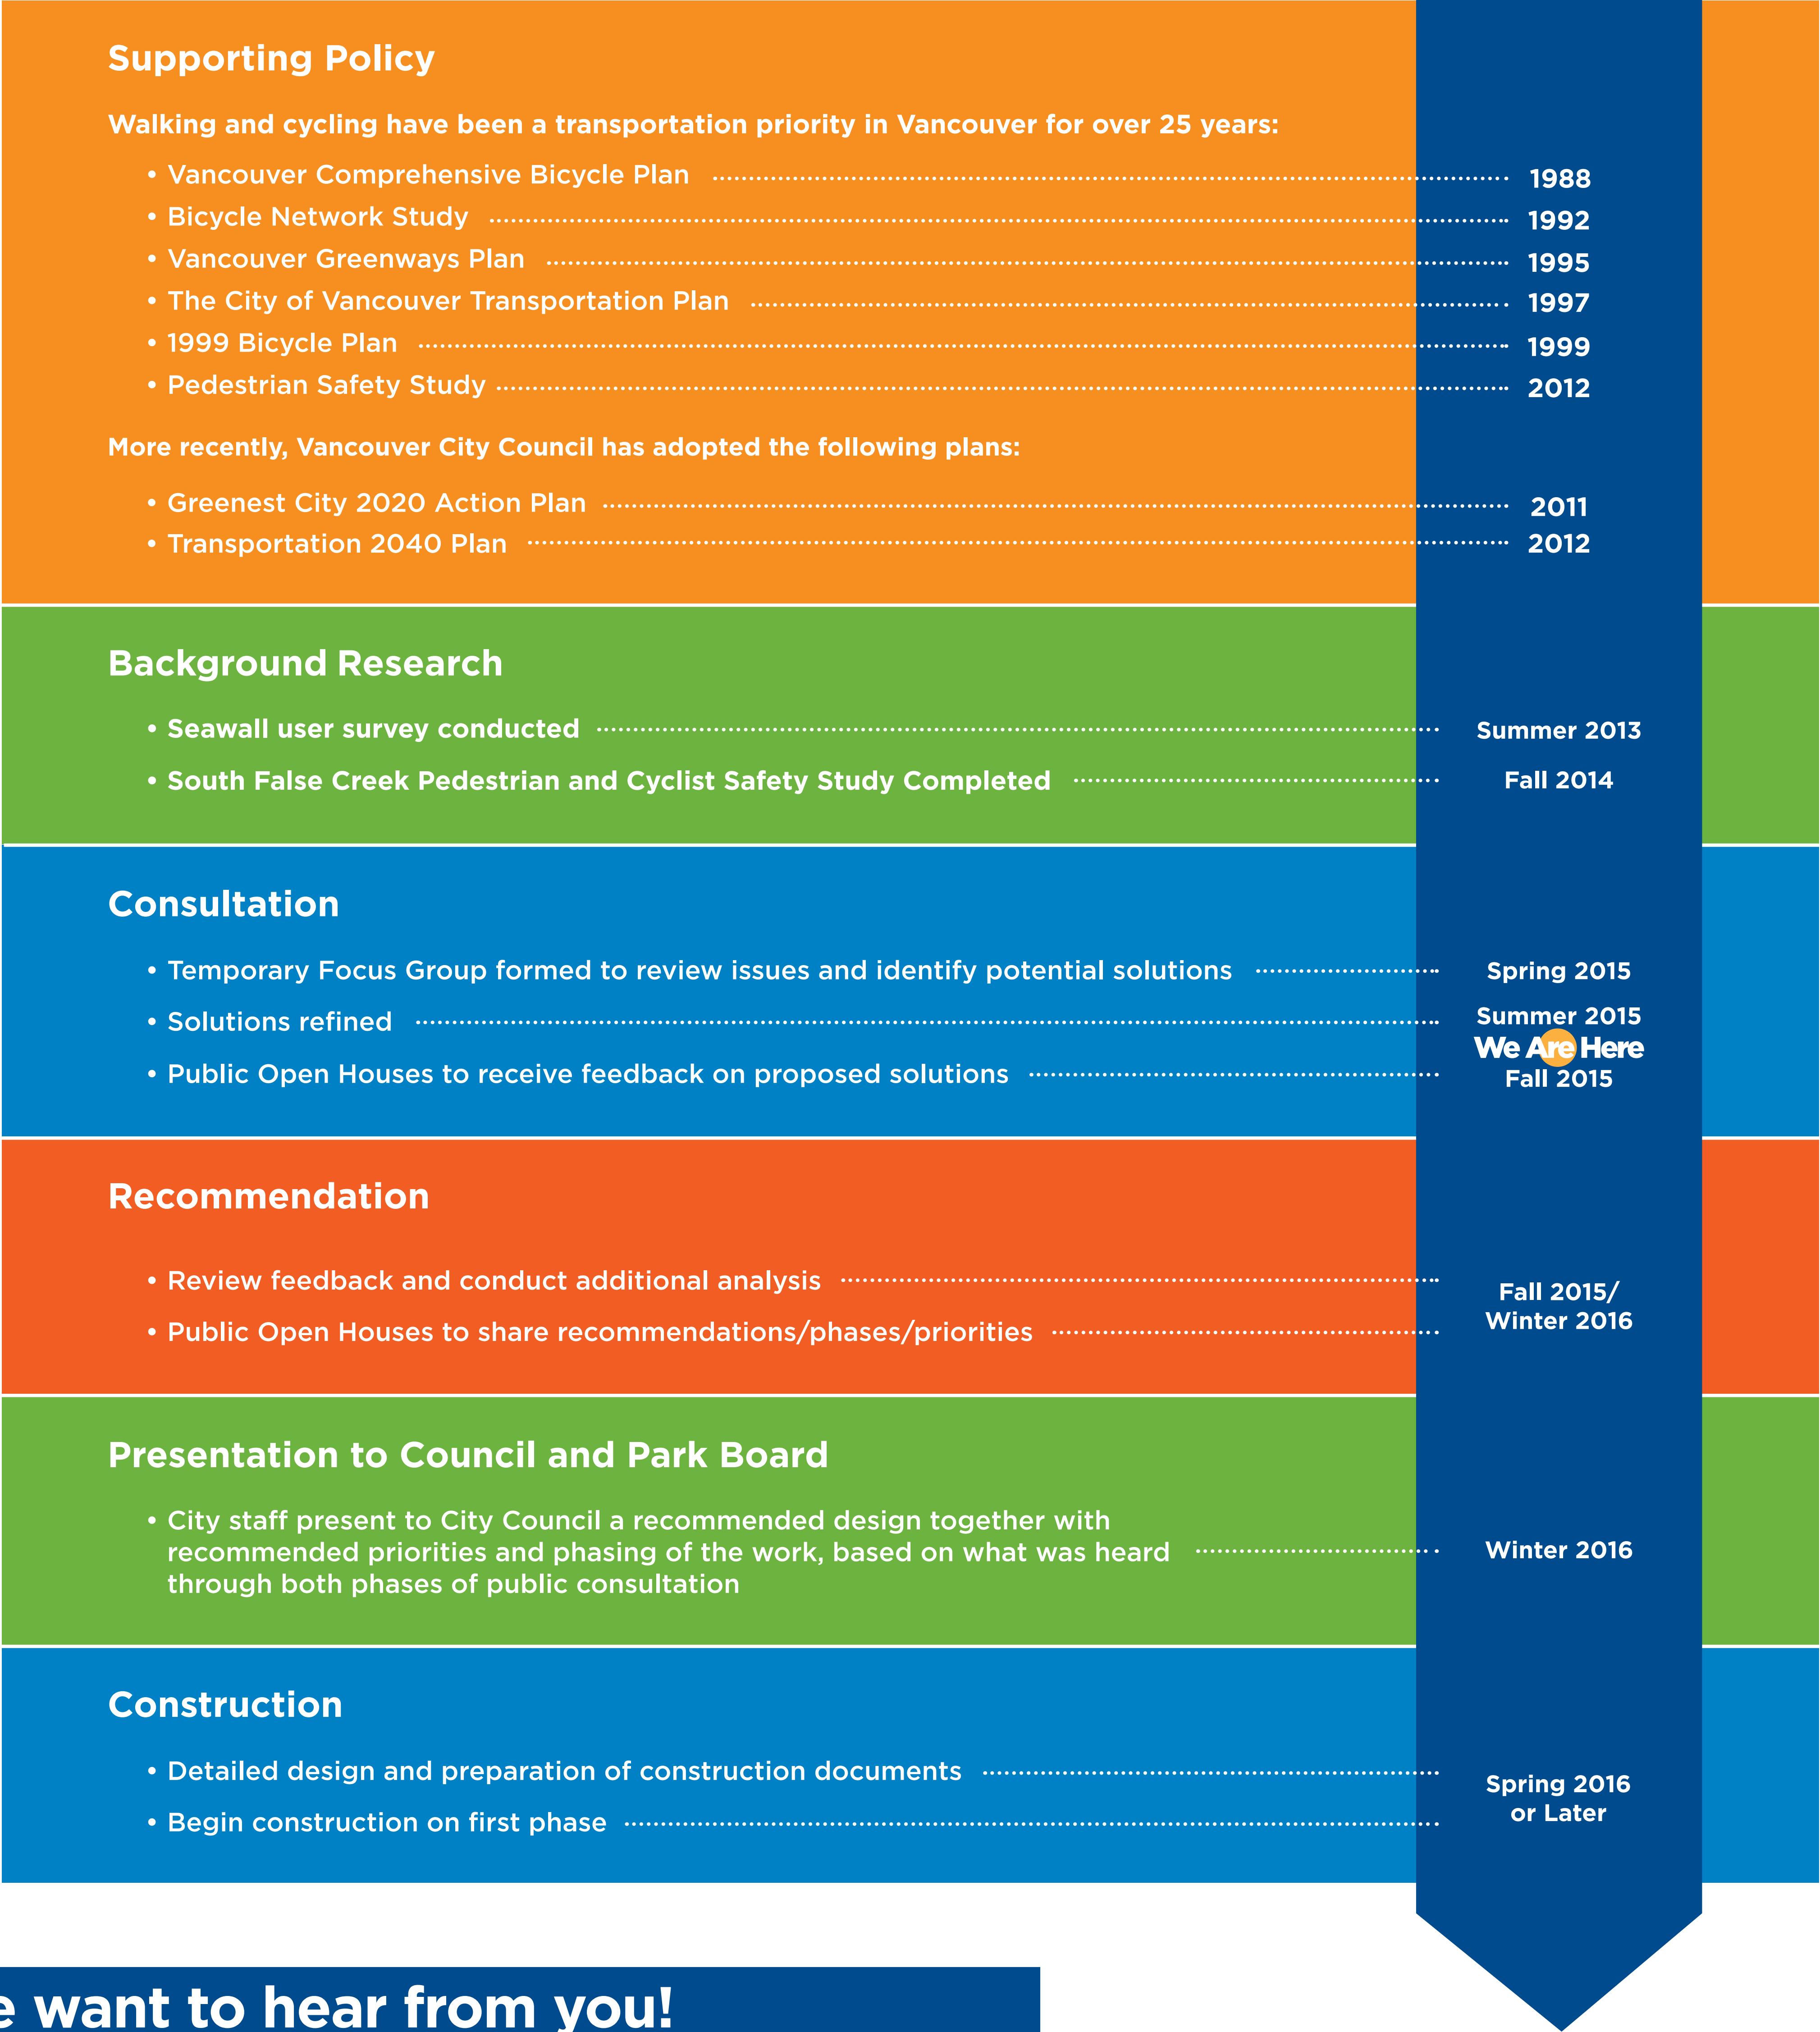 Supporting Policy
Walking and cycling have been a transportation priority in Vancouver for over 25 years:
• Vancouver Comprehensive Bicycle Plan 1988
• Bicycle Network Study 1992
• Vancouver Greenways Plan 1995
• The City of Vancouver Transportation Plan 1997
• 1999 Bicycle Plan 1999
• Pedestrian Safety Study 2012
More recently, Vancouver City Council has adopted the following plans:
• Greenest City 2020 Action Plan 2011
• Transportation 2040 Plan 2012
Background Research
• Seawall user survey conducted Summer 2013
• South False Creek Pedestrian and Cyclist Safety Study Completed Fall 2014
Consultation
• Temporary Focus Group formed to review issues and identify potential solutions Spring 2015
• Solutions refined Summer 2015
We Are Here
• Public Open Houses to receive feedback on proposed solutions Fall 2015
Recommendation
• Review feedback and conduct additional analysis
• Public Open Houses to share recommendations/phases/priorities
Fall 2015/
Winter 2016
Presentation to Council and Park Board
• City staff present to City Council a recommended design together with
recommended priorities and phasing of the work, based on what was heard
through both phases of public consultation
Winter 2016
Construction
• Detailed design and preparation of construction documents
• Begin construction on first phase
Spring 2016
or Later
e want to hear from you!